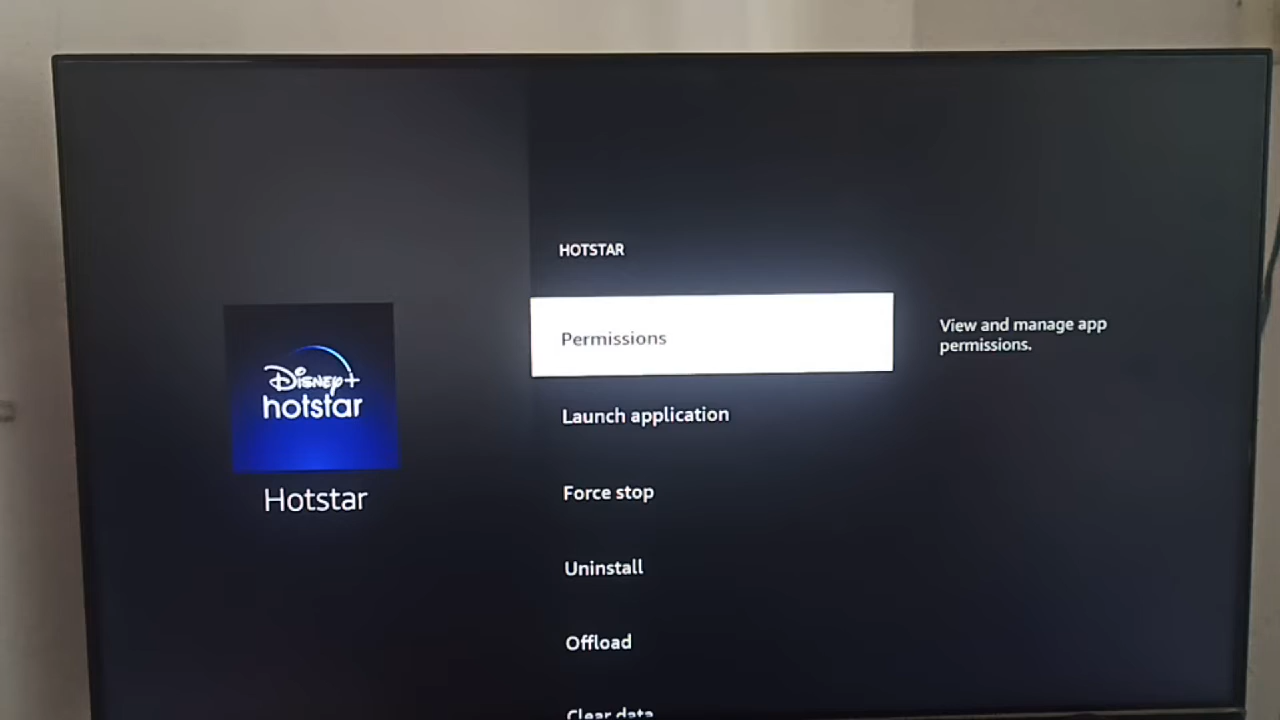 HOTSTAR
Permissions
View and manage app
permissions.
Launch application
Disney+
hotstar
Hotstar
Force stop
Uninstall
Offload
Clear data